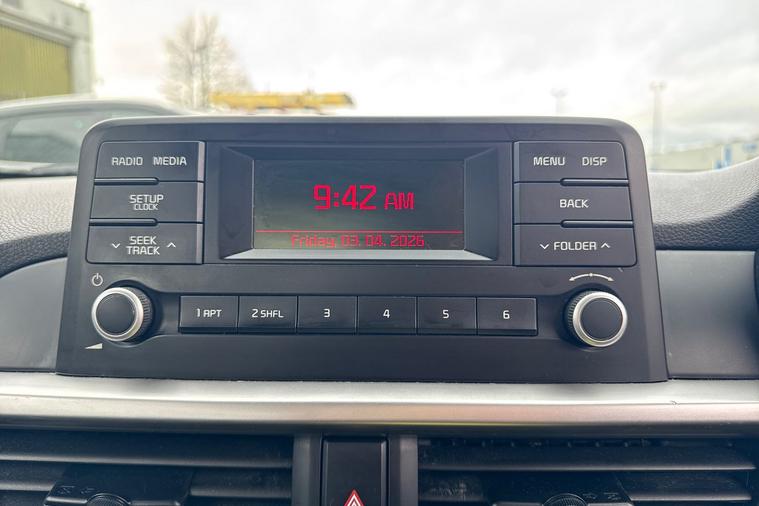 RADIO MEDIA
SETUP
CLOCK
SEEK
TRACK
9:42 AM
Friday, 03. 04. 2026
MENU DISP
BACK
FOLDER
1 APT
2 SHFL
3
4
5
6